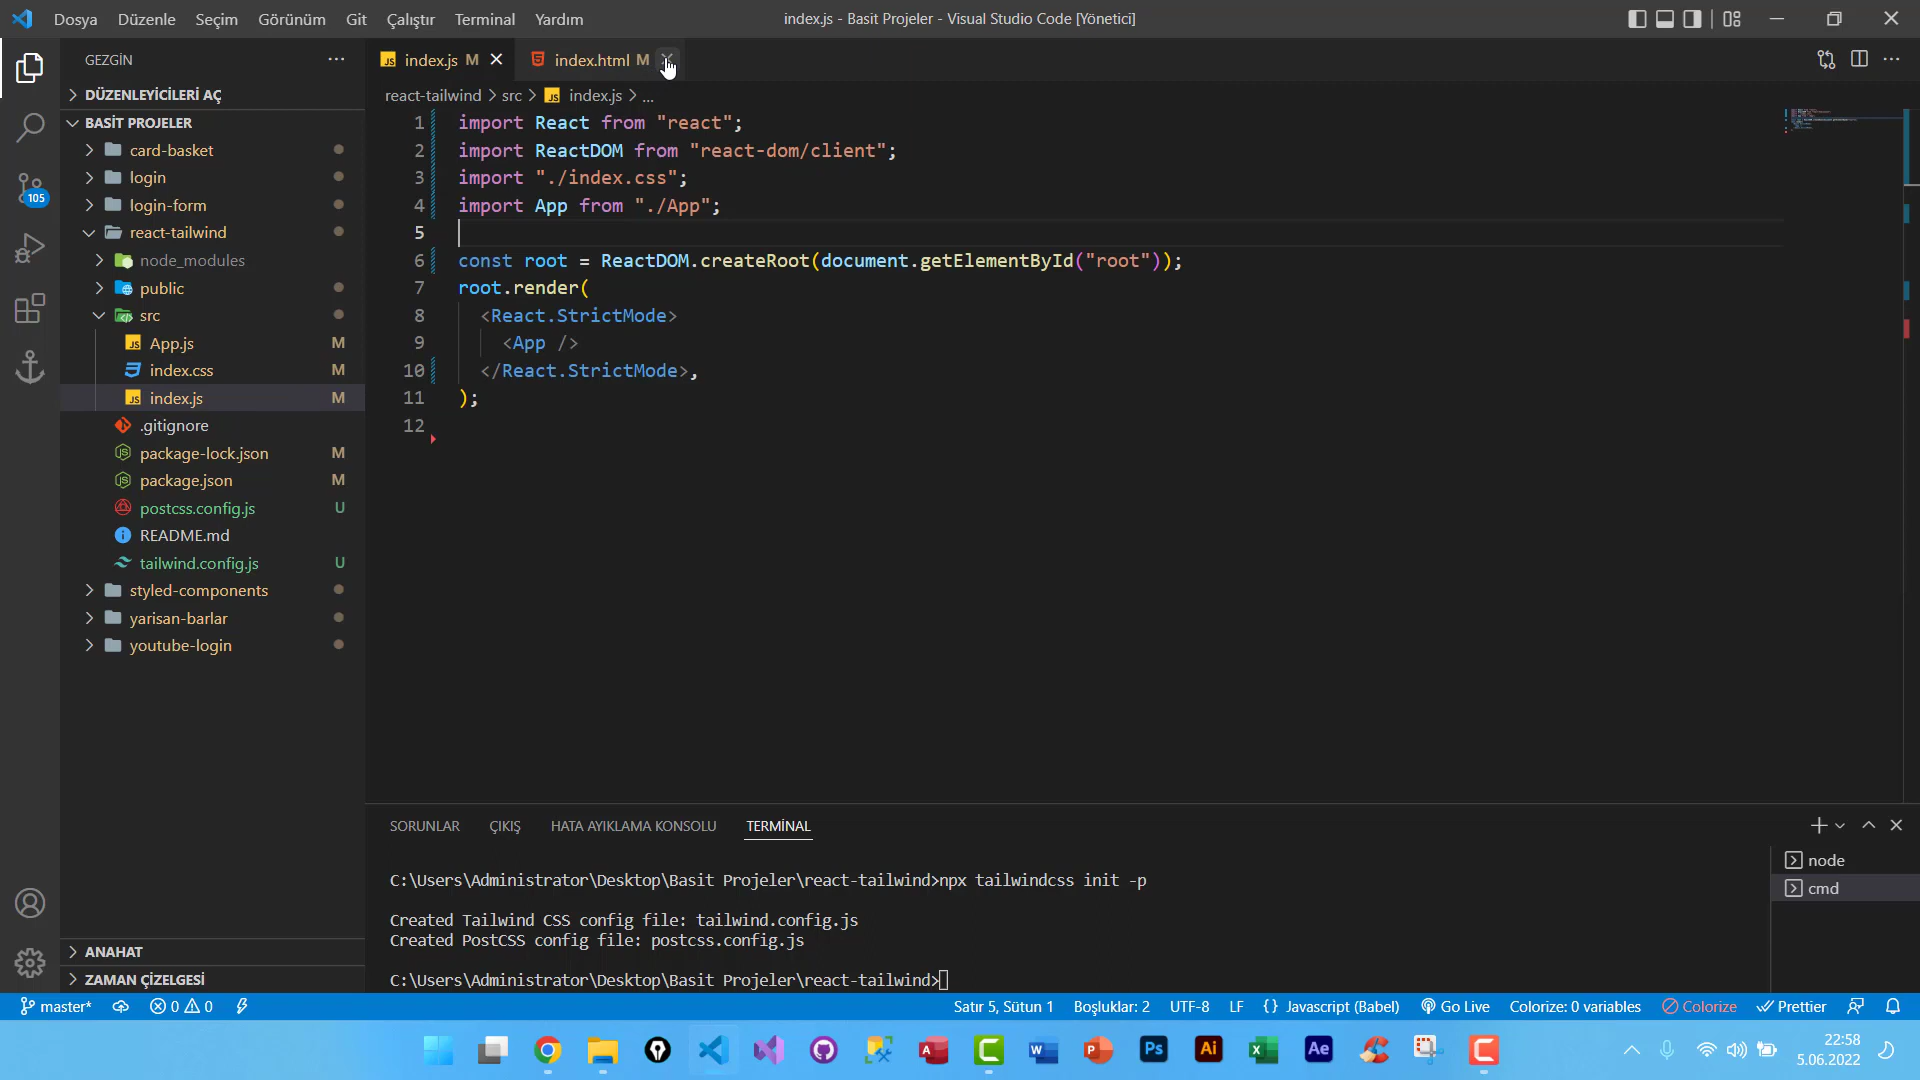 Dosya Düzenle Seçim Görünüm Git Çalıştır Terminal Yardım
index.js - Basit Projeler - Visual Studio Code [Yönetici]
GEZGİN
index.js M
index.html M
DÜZENLEYİCİLERİ AÇ
react-tailwind > src > index.js > ...
BASİT PROJELER
card-basket
login
login-form
react-tailwind
node_modules
public
src
App.js M
index.css M
index.js M
.gitignore
package-lock.json M
package.json M
postcss.config.js U
README.md
tailwind.config.js U
styled-components
yarisan-barlar
youtube-login
105
ANAHAT
ZAMAN ÇİZELGESİ
1 import React from "react";
2 import ReactDOM from "react-dom/client";
3 import "./index.css";
4 import App from "./App";
5
6 const root = ReactDOM.createRoot(document.getElementById("root"));
7 root.render(
8 <React.StrictMode>
9 <App />
10 </React.StrictMode>,
11 );
12
SORUNLAR ÇIKIŞ HATA AYIKLAMA KONSOLU TERMİNAL
C:\Users\Administrator\Desktop\Basit Projeler\react-tailwind>npx tailwindcss init -p
Created Tailwind CSS config file: tailwind.config.js
Created PostCSS config file: postcss.config.js
C:\Users\Administrator\Desktop\Basit Projeler\react-tailwind>
node
cmd
master* 0 0 Satır 5, Sütun 1 Boşluklar: 2 UTF-8 LF {} Javascript (Babel) Go Live Colorize: 0 variables Colorize Prettier
A W P Ps Ai X Ae C
22:58
5.06.2022